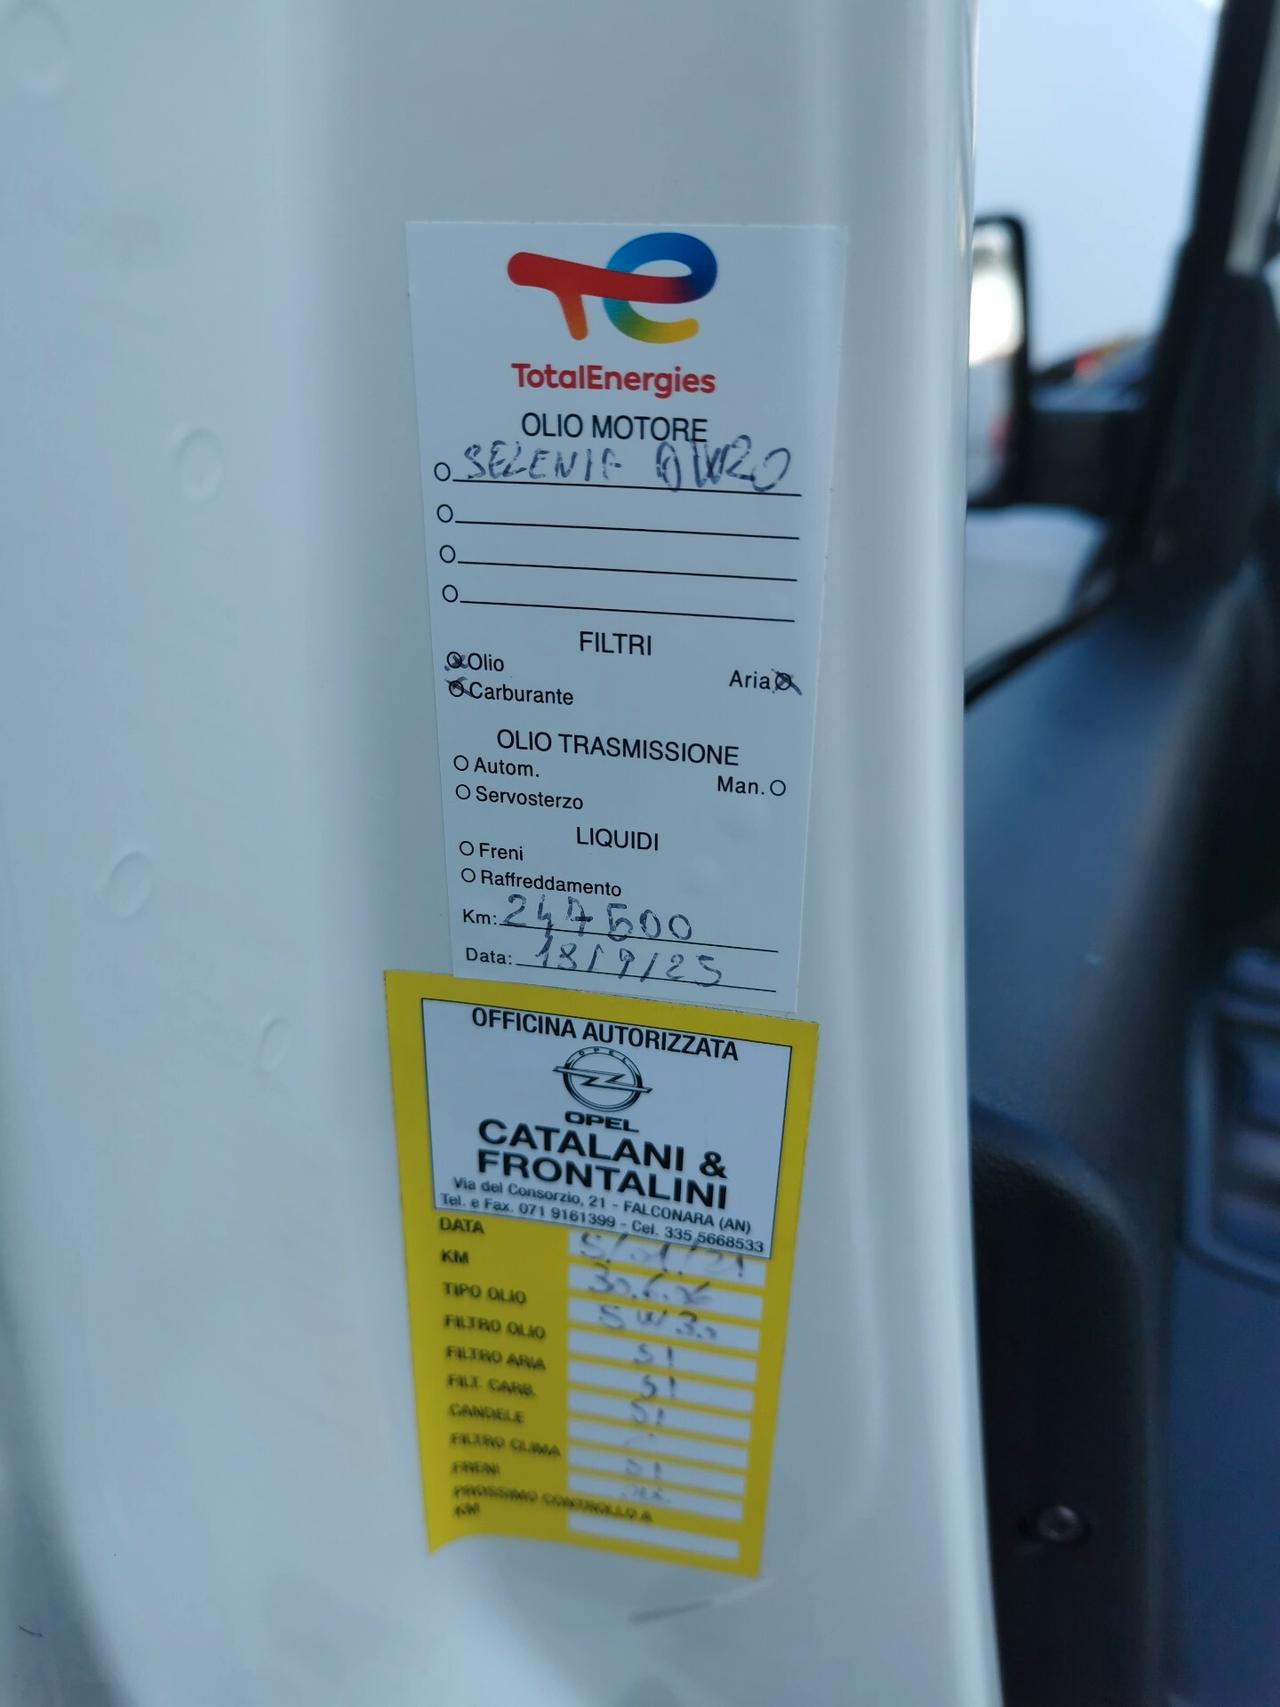 TotalEnergies
OLIO MOTORE
SELENIA
FILTRI
Olio Aria
Carburante
OLIO TRASMISSIONE
Autom. Man.
Servosterzo
LIQUIDI
Freni
Raffreddamento
Km: 247600
Data: 18/9/25
OFFICINA AUTORIZZATA
OPEL
OPEL
CATALANI &
FRONTALINI
Via del Consorzio, 21 - FALCONARA (AN)
Tel. e Fax. 071 9161399 - Cel. 335 5668533
DATA
KM
TIPO OLIO 5W30
FILTRO OLIO SI
FILTRO ARIA SI
FILT. CARB. SI
CANDELE
FILTRO CLIMA SI
FRENI
PROSSIMO CONTROLLO A
KM